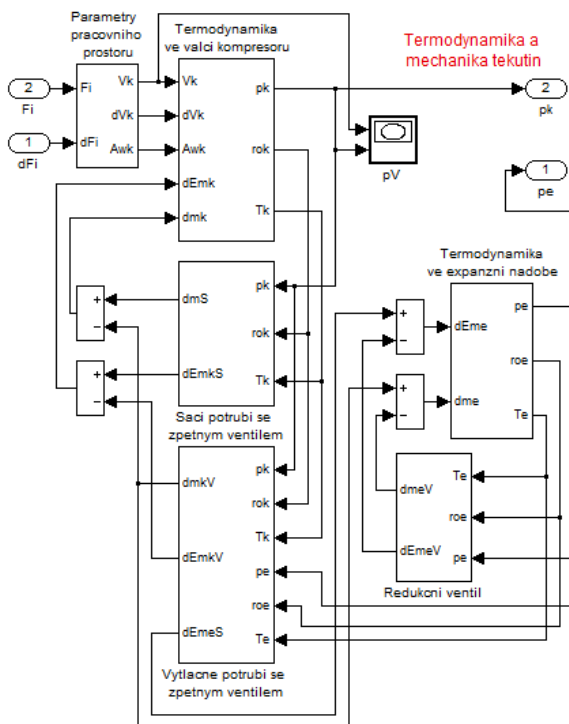 Parametry
pracovniho
prostoru
Termodynamika
ve valci kompresoru
Termodynamika a
mechanika tekutin
2
Fi
1
dFi
Fi
dFi
Vk
dVk
Awk
Vk
dVk
Awk
dEmk
dmk
pk
rok
Tk
pV
2
pk
1
pe
+
−
+
−
dmS
dEmkS
pk
rok
Tk
Saci potrubi se
zpetnym ventilem
dmkV
dEmkV
dEmeS
pk
rok
Tk
pe
roe
Te
Vytlacne potrubi se
zpetnym ventilem
+
−
+
−
Termodynamika
ve expanzni nadobe
dEme
dme
pe
roe
Te
dmeV
dEmeV
Te
roe
pe
Redukcni ventil